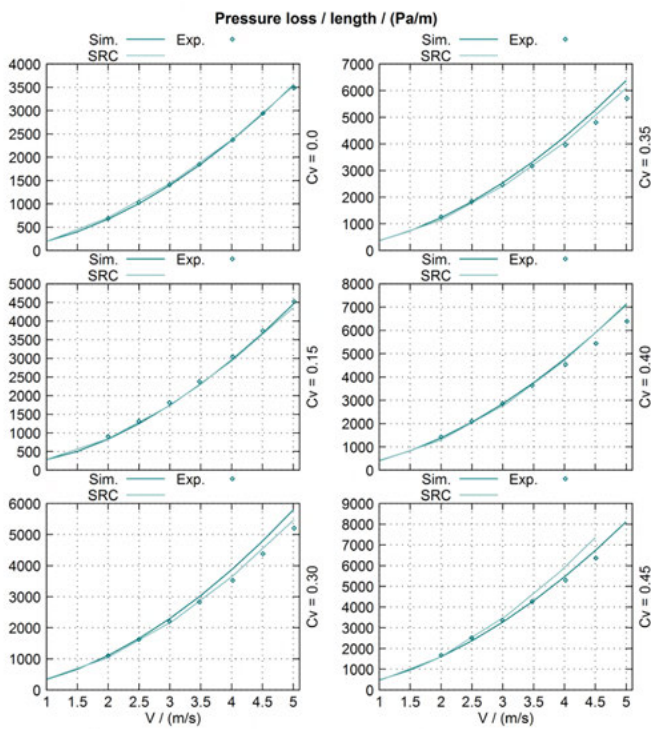 Pressure loss / length / (Pa/m)
Sim. Exp.
SRC
4000
3500
3000
2500
2000
1500
1000
500
0
Cv = 0.0
Sim. Exp.
SRC
7000
6000
5000
4000
3000
2000
1000
0
Cv = 0.35
Sim. Exp.
SRC
5000
4500
4000
3500
3000
2500
2000
1500
1000
500
0
Cv = 0.15
Sim. Exp.
SRC
8000
7000
6000
5000
4000
3000
2000
1000
0
Cv = 0.40
Sim. Exp.
SRC
6000
5000
4000
3000
2000
1000
0
Cv = 0.30
1 1.5 2 2.5 3 3.5 4 4.5 5
V / (m/s)
Sim. Exp.
SRC
9000
8000
7000
6000
5000
4000
3000
2000
1000
0
Cv = 0.45
1 1.5 2 2.5 3 3.5 4 4.5 5
V / (m/s)